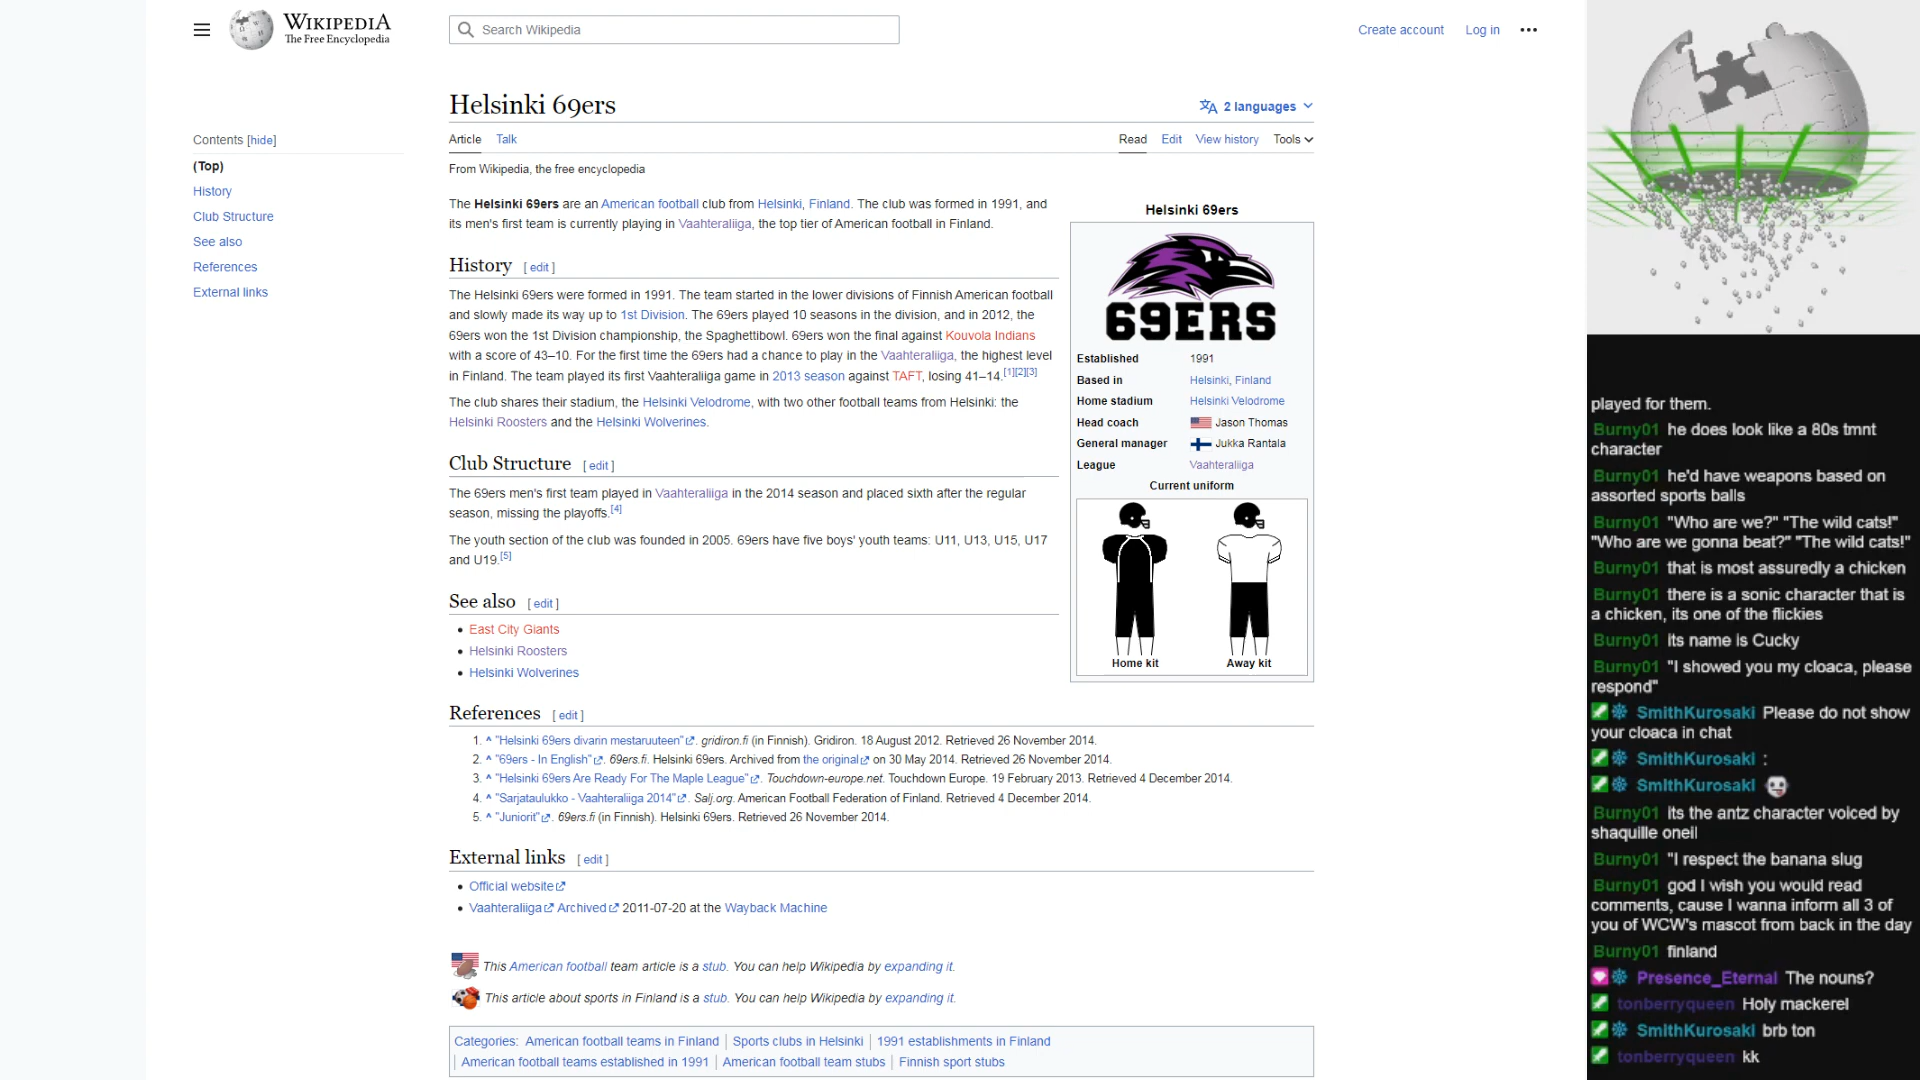 WIKIPEDIA
The Free Encyclopedia
Search Wikipedia
Create account
Log in
Helsinki 69ers
2 languages
Contents [hide]
(Top)
History
Club Structure
See also
References
External links
Article Talk
Read Edit View history Tools
From Wikipedia, the free encyclopedia
The Helsinki 69ers are an American football club from Helsinki, Finland. The club was formed in 1991, and
its men's first team is currently playing in Vaahteraliiga, the top tier of American football in Finland.
History [ edit ]
The Helsinki 69ers were formed in 1991. The team started in the lower divisions of Finnish American football
and slowly made its way up to 1st Division. The 69ers played 10 seasons in the division, and in 2012, the
69ers won the 1st Division championship, the Spaghettibowl. 69ers won the final against Kouvola Indians
with a score of 43–10. For the first time the 69ers had a chance to play in the Vaahteraliiga, the highest level
in Finland. The team played its first Vaahteraliiga game in 2013 season against TAFT, losing 41–14.[1][2][3]
The club shares their stadium, the Helsinki Velodrome, with two other football teams from Helsinki: the
Helsinki Roosters and the Helsinki Wolverines.
Club Structure [ edit ]
The 69ers men's first team played in Vaahteraliiga in the 2014 season and placed sixth after the regular
season, missing the playoffs.[4]
The youth section of the club was founded in 2005. 69ers have five boys' youth teams: U11, U13, U15, U17
and U19.[5]
See also [ edit ]
East City Giants
Helsinki Roosters
Helsinki Wolverines
References [ edit ]
1. ^ "Helsinki 69ers divarin mestaruuteen". gridiron.fi (in Finnish). Gridiron. 18 August 2012. Retrieved 26 November 2014.
2. ^ "69ers - In English". 69ers.fi. Helsinki 69ers. Archived from the original on 30 May 2014. Retrieved 26 November 2014.
3. ^ "Helsinki 69ers Are Ready For The Maple League". Touchdown-europe.net. Touchdown Europe. 19 February 2013. Retrieved 4 December 2014.
4. ^ "Sarjataulukko - Vaahteraliiga 2014". Salj.org. American Football Federation of Finland. Retrieved 4 December 2014.
5. ^ "Juniorit". 69ers.fi (in Finnish). Helsinki 69ers. Retrieved 26 November 2014.
External links [ edit ]
Official website
Vaahteraliiga Archived 2011-07-20 at the Wayback Machine
This American football team article is a stub. You can help Wikipedia by expanding it.
This article about sports in Finland is a stub. You can help Wikipedia by expanding it.
Categories: American football teams in Finland | Sports clubs in Helsinki | 1991 establishments in Finland
| American football teams established in 1991 | American football team stubs | Finnish sport stubs
Helsinki 69ers
69ERS
Established 1991
Based in Helsinki, Finland
Home stadium Helsinki Velodrome
Head coach Jason Thomas
General manager Jukka Rantala
League Vaahteraliiga
Current uniform
Home kit Away kit
played for them.
Burny01 he does look like a 80s tmnt
character
Burny01 he'd have weapons based on
assorted sports balls
Burny01 "Who are we?" "The wild cats!"
"Who are we gonna beat?" "The wild cats!"
Burny01 that is most assuredly a chicken
Burny01 there is a sonic character that is
a chicken, its one of the flickies
Burny01 its name is Cucky
Burny01 "I showed you my cloaca, please
respond"
SmithKurosaki Please do not show
your cloaca in chat
SmithKurosaki :
SmithKurosaki
Burny01 its the antz character voiced by
shaquille oneil
Burny01 "I respect the banana slug
Burny01 god I wish you would read
comments, cause I wanna inform all 3 of
you of WCW's mascot from back in the day
Burny01 finland
Presence_Eternal The nouns?
tonberryqueen Holy mackerel
SmithKurosaki brb ton
tonberryqueen kk